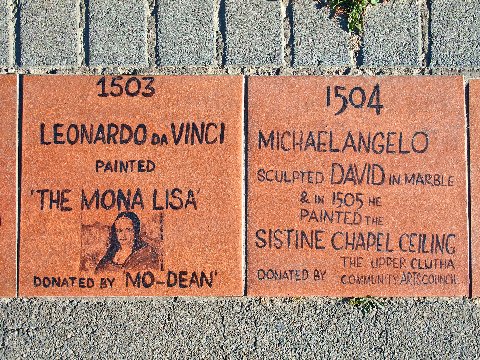 1503
LEONARDO DA VINCI
PAINTED
'THE MONA LISA'
DONATED BY 'MO-DEAN'
1504
MICHAELANGELO
SCULPTED DAVID IN MARBLE
& IN 1505 HE
PAINTED THE
SISTINE CHAPEL CEILING
DONATED BY THE UPPER CLUTHA
COMMUNITY ARTS COUNCIL